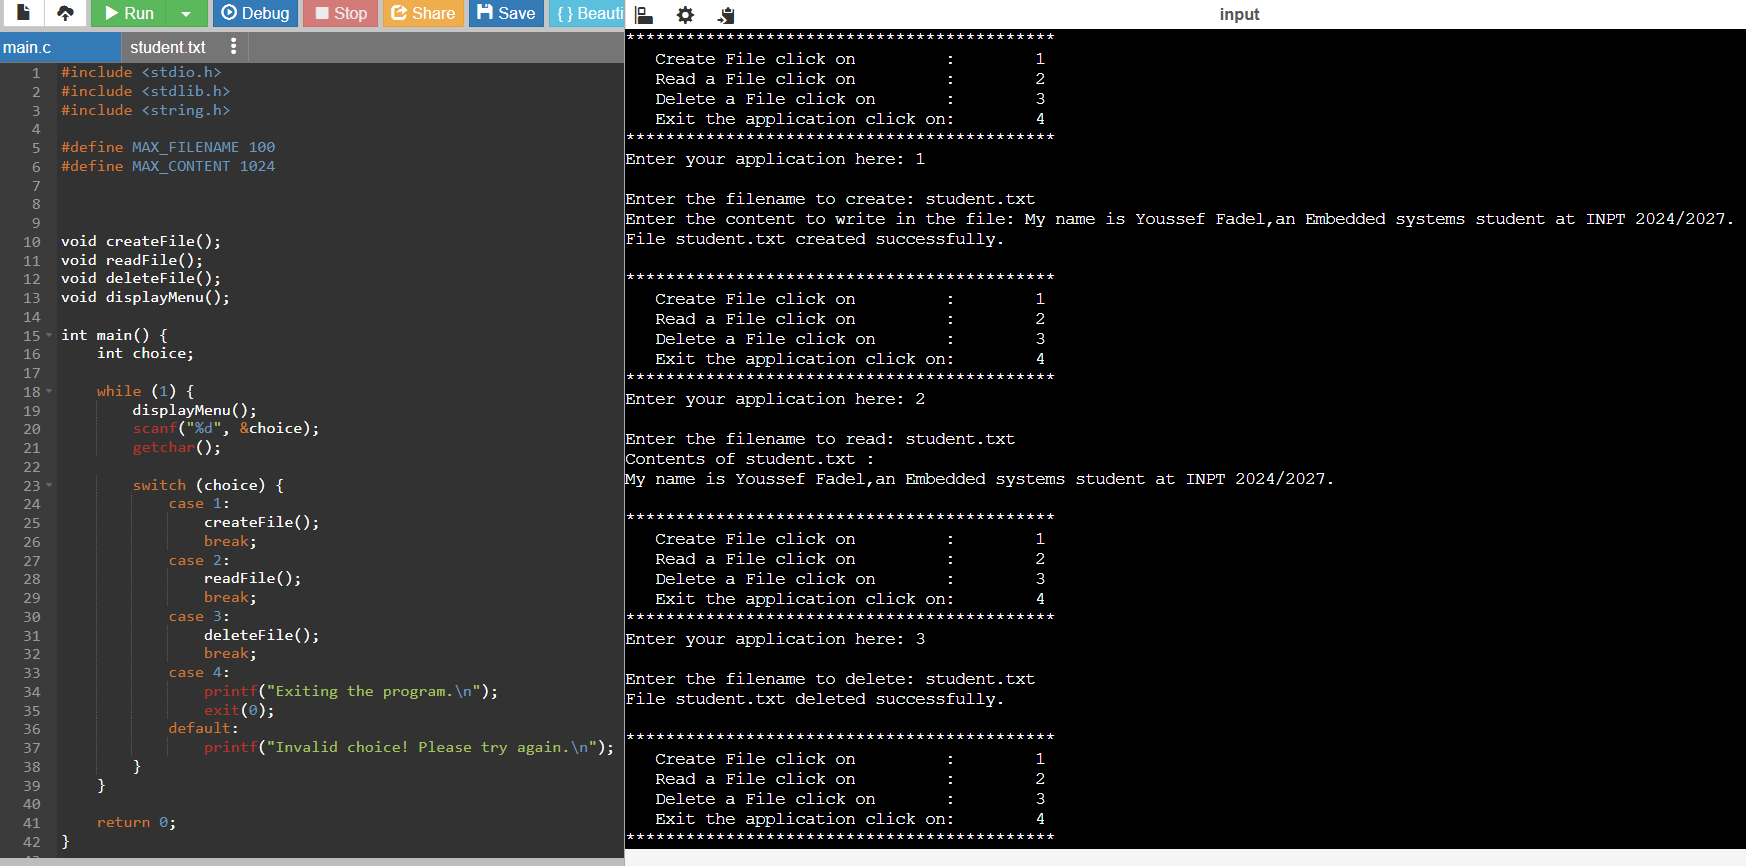 Run Debug Stop Share Save { } Beauti
main.c student.txt
1 #include <stdio.h>
2 #include <stdlib.h>
3 #include <string.h>
4
5 #define MAX_FILENAME 100
6 #define MAX_CONTENT 1024
7
8
9
10 void createFile();
11 void readFile();
12 void deleteFile();
13 void displayMenu();
14
15 int main() {
16 int choice;
17
18 while (1) {
19 displayMenu();
20 scanf("%d", &choice);
21 getchar();
22
23 switch (choice) {
24 case 1:
25 createFile();
26 break;
27 case 2:
28 readFile();
29 break;
30 case 3:
31 deleteFile();
32 break;
33 case 4:
34 printf("Exiting the program.\n");
35 exit(0);
36 default:
37 printf("Invalid choice! Please try again.\n");
38 }
39 }
40
41 return 0;
42 }
input
*******************************************
Create File click on : 1
Read a File click on : 2
Delete a File click on : 3
Exit the application click on: 4
*******************************************
Enter your application here: 1
Enter the filename to create: student.txt
Enter the content to write in the file: My name is Youssef Fadel,an Embedded systems student at INPT 2024/2027.
File student.txt created successfully.
*******************************************
Create File click on : 1
Read a File click on : 2
Delete a File click on : 3
Exit the application click on: 4
*******************************************
Enter your application here: 2
Enter the filename to read: student.txt
Contents of student.txt :
My name is Youssef Fadel,an Embedded systems student at INPT 2024/2027.
*******************************************
Create File click on : 1
Read a File click on : 2
Delete a File click on : 3
Exit the application click on: 4
*******************************************
Enter your application here: 3
Enter the filename to delete: student.txt
File student.txt deleted successfully.
*******************************************
Create File click on : 1
Read a File click on : 2
Delete a File click on : 3
Exit the application click on: 4
*******************************************